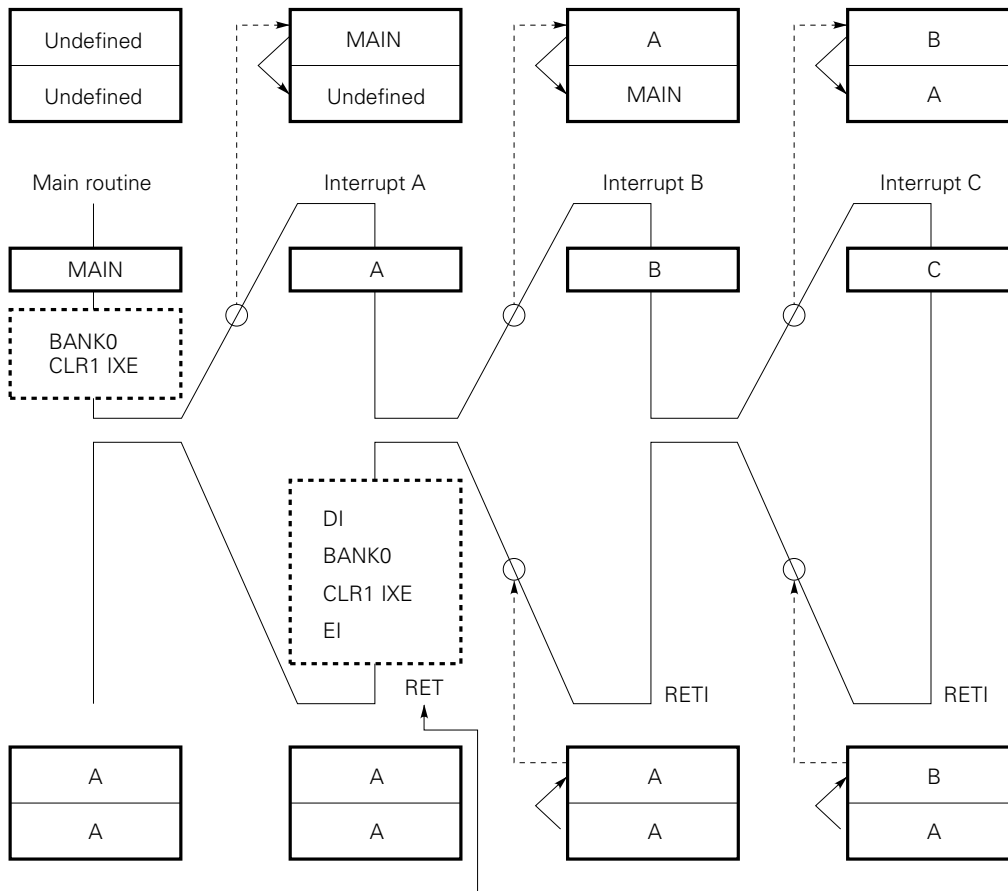 Undefined
Undefined
MAIN
Undefined
A
MAIN
B
A
Main routine
Interrupt A
Interrupt B
Interrupt C
MAIN
A
B
C
BANK0
CLR1 IXE
DI
BANK0
CLR1 IXE
EI
RET
RETI
RETI
A
A
A
A
A
A
B
A